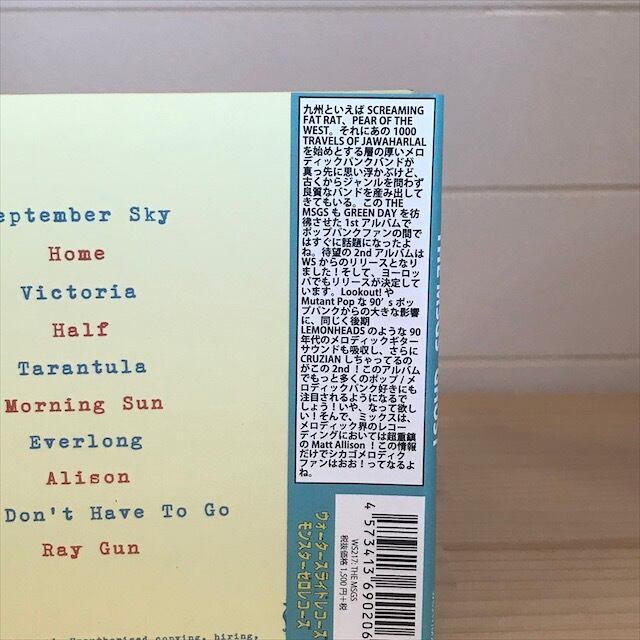 eptember Sky
Home
Victoria
Half
Tarantula
Morning Sun
Everlong
Alison
Don't Have To Go
Ray Gun
Unauthorized copying, hiring,
九州といえば SCREAMING
FAT RAT、PEAR OF THE
WEST。それにあの 1000
TRAVELS OF JAWAHARLAL
を始めとする層の厚いメロ
ディックパンクバンドが
真っ先に思い浮かぶけど、
古くからジャンルを問わず
良質なバンドを産み出して
きてもいる。この THE
MSGS も GREEN DAY を彷
彿させた 1st アルバムで
ポップパンクファンの間で
はすぐに話題になったよ
ね。待望の 2nd アルバムは
WS からのリリースとなり
ました！そして、ヨーロッ
パでもリリースが決定して
います。Lookout! や
Mutant Pop な 90’s ポッ
プパンクからの大きな影響
に、同じく後期
LEMONHEADS のような 90
年代のメロディックギター
サウンドも吸収し、さらに
CRUZIAN しちゃってるの
がこの 2nd ！このアルバム
でもっと多くのポップ / メ
ロディックパンク好きにも
注目されるようになるで
しょう！いや、なって欲し
い！そんで、ミックスは、
メロディック界のレコー
ディングにおいては超重鎮
の Matt Allison ！この情報
だけでシカゴメロディク
ファンはおお！ってなるよ
ね。
WS217: THE MSGS
税抜価格 1,500 円+税
4 573413 690206
ウォータースライドレコーズ
モンスターゼロレコーズ